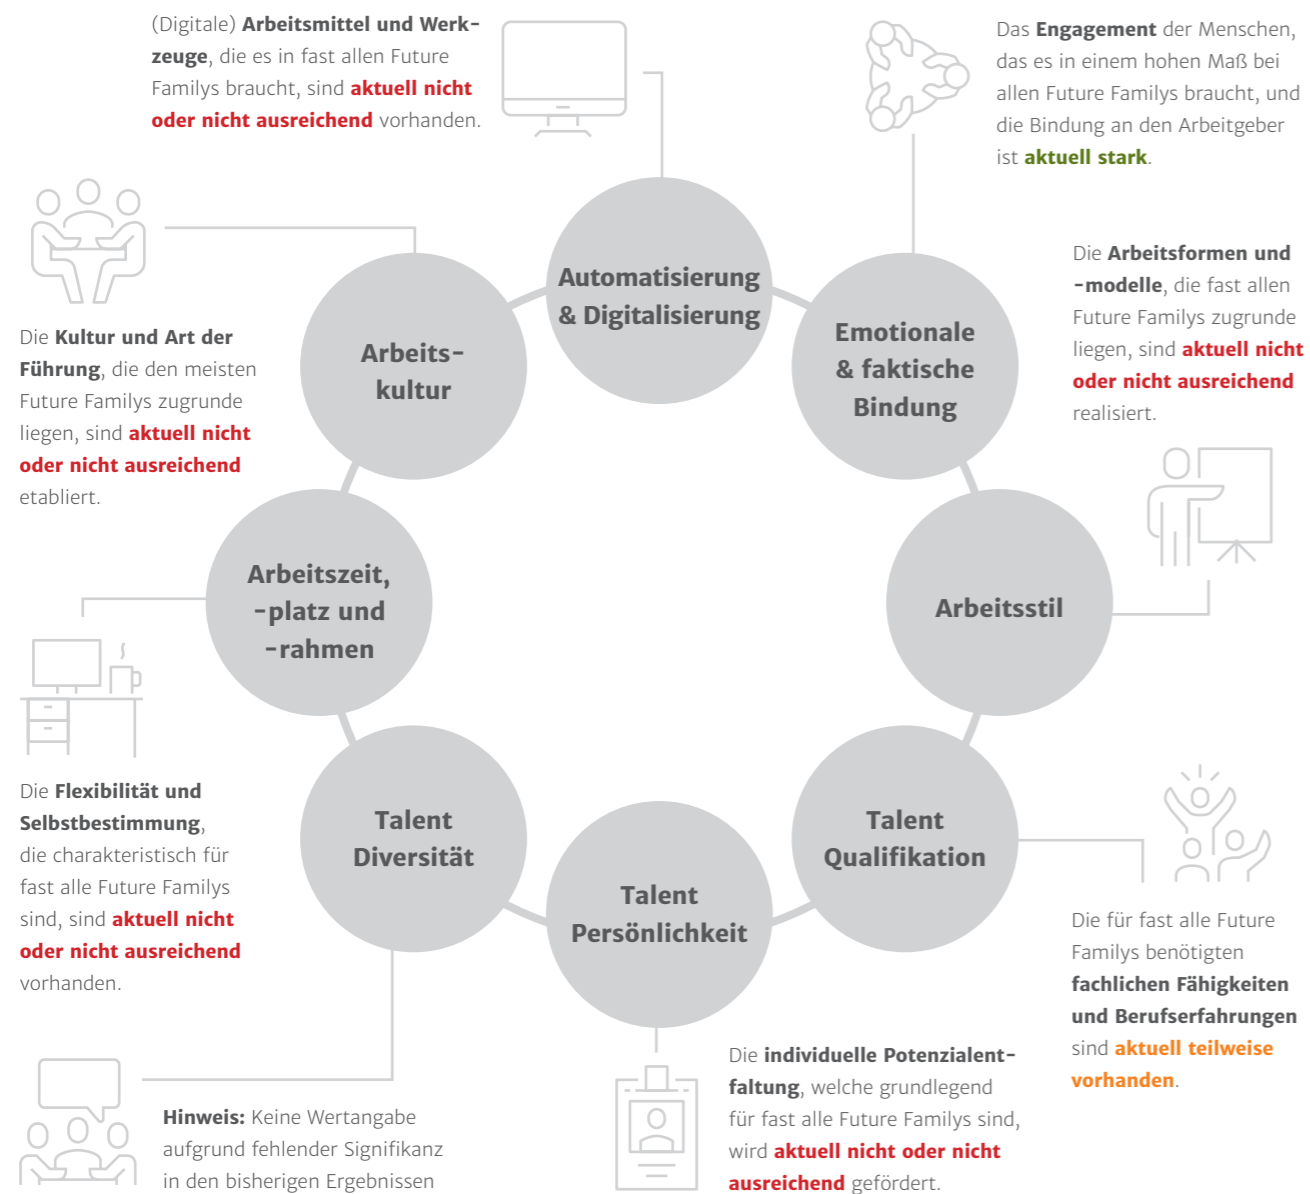 (Digitale) Arbeitsmittel und Werk-
zeuge, die es in fast allen Future
Familys braucht, sind aktuell nicht
oder nicht ausreichend vorhanden.
Das Engagement der Menschen,
das es in einem hohen Maß bei
allen Future Familys braucht, und
die Bindung an den Arbeitgeber
ist aktuell stark.
Automatisierung
& Digitalisierung
Emotionale
& faktische
Bindung
Die Arbeitsformen und
-modelle, die fast allen
Future Familys zugrunde
liegen, sind aktuell nicht
oder nicht ausreichend
realisiert.
Arbeits-
kultur
Die Kultur und Art der
Führung, die den meisten
Future Familys zugrunde
liegen, sind aktuell nicht
oder nicht ausreichend
etabliert.
Arbeitszeit,
-platz und
-rahmen
Arbeitsstil
Die Flexibilität und
Selbstbestimmung,
die charakteristisch für
fast alle Future Familys
sind, sind aktuell nicht
oder nicht ausreichend
vorhanden.
Talent
Diversität
Talent
Persönlichkeit
Talent
Qualifikation
Die für fast alle Future
Familys benötigten
fachlichen Fähigkeiten
und Berufserfahrungen
sind aktuell teilweise
vorhanden.
Hinweis: Keine Wertangabe
aufgrund fehlender Signifikanz
in den bisherigen Ergebnissen
Die individuelle Potenzialent-
faltung, welche grundlegend
für fast alle Future Familys sind,
wird aktuell nicht oder nicht
ausreichend gefördert.